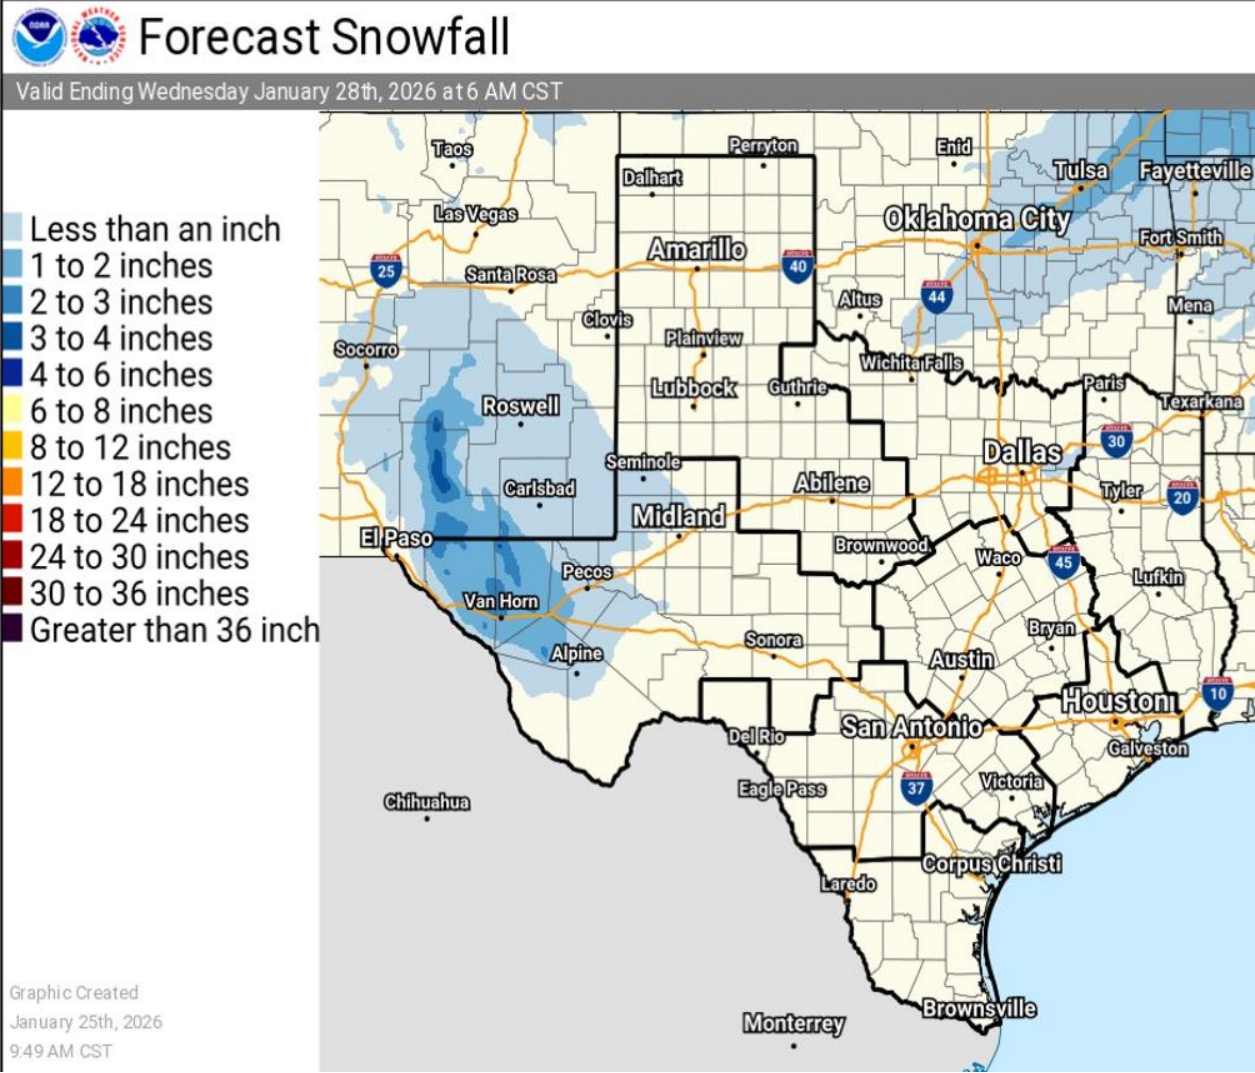 NOAA
Forecast Snowfall
Valid Ending Wednesday January 28th, 2026 at 6 AM CST
Less than an inch
1 to 2 inches
2 to 3 inches
3 to 4 inches
4 to 6 inches
6 to 8 inches
8 to 12 inches
12 to 18 inches
18 to 24 inches
24 to 30 inches
30 to 36 inches
Greater than 36 inch
Taos
Perryton
Enid
Dalhart
Tulsa
Fayetteville
Las Vegas
Oklahoma City
Amarillo
Fort Smith
25
Santa Rosa
40
44
Altus
Mena
Clovis
Plainview
Socorro
Wichita Falls
Lubbock
Guthrie
Paris
Texarkana
Roswell
30
Dallas
Seminole
Carlsbad
Abilene
Tyler
20
Midland
El Paso
Brownwood
Waco
45
Pecos
Lufkin
Van Horn
Bryan
Sonora
Alpine
Austin
Houston
10
San Antonio
Del Rio
Galveston
Eagle Pass
37
Victoria
Chihuahua
Corpus Christi
Laredo
Brownsville
Monterrey
Graphic Created
January 25th, 2026
9:49 AM CST